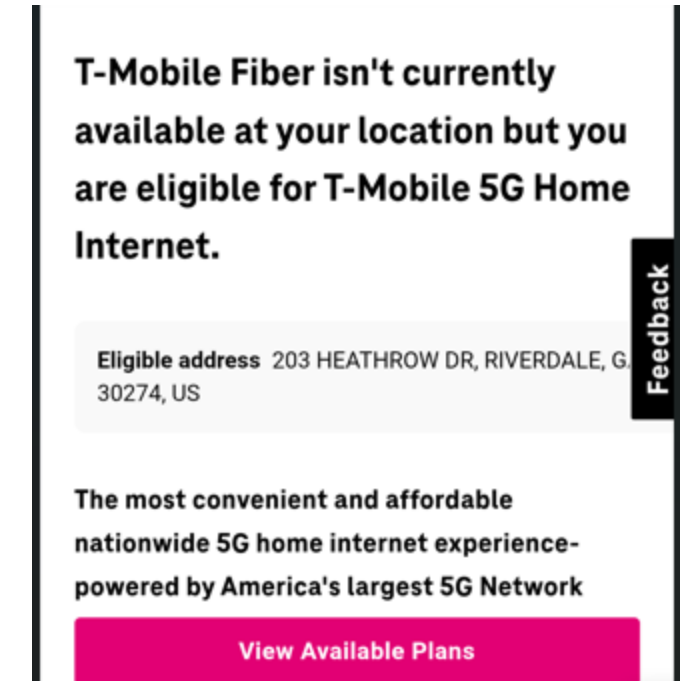 T-Mobile Fiber isn't currently
available at your location but you
are eligible for T-Mobile 5G Home
Internet.
Eligible address 203 HEATHROW DR, RIVERDALE, G
30274, US
Feedback
The most convenient and affordable
nationwide 5G home internet experience-
powered by America's largest 5G Network
View Available Plans